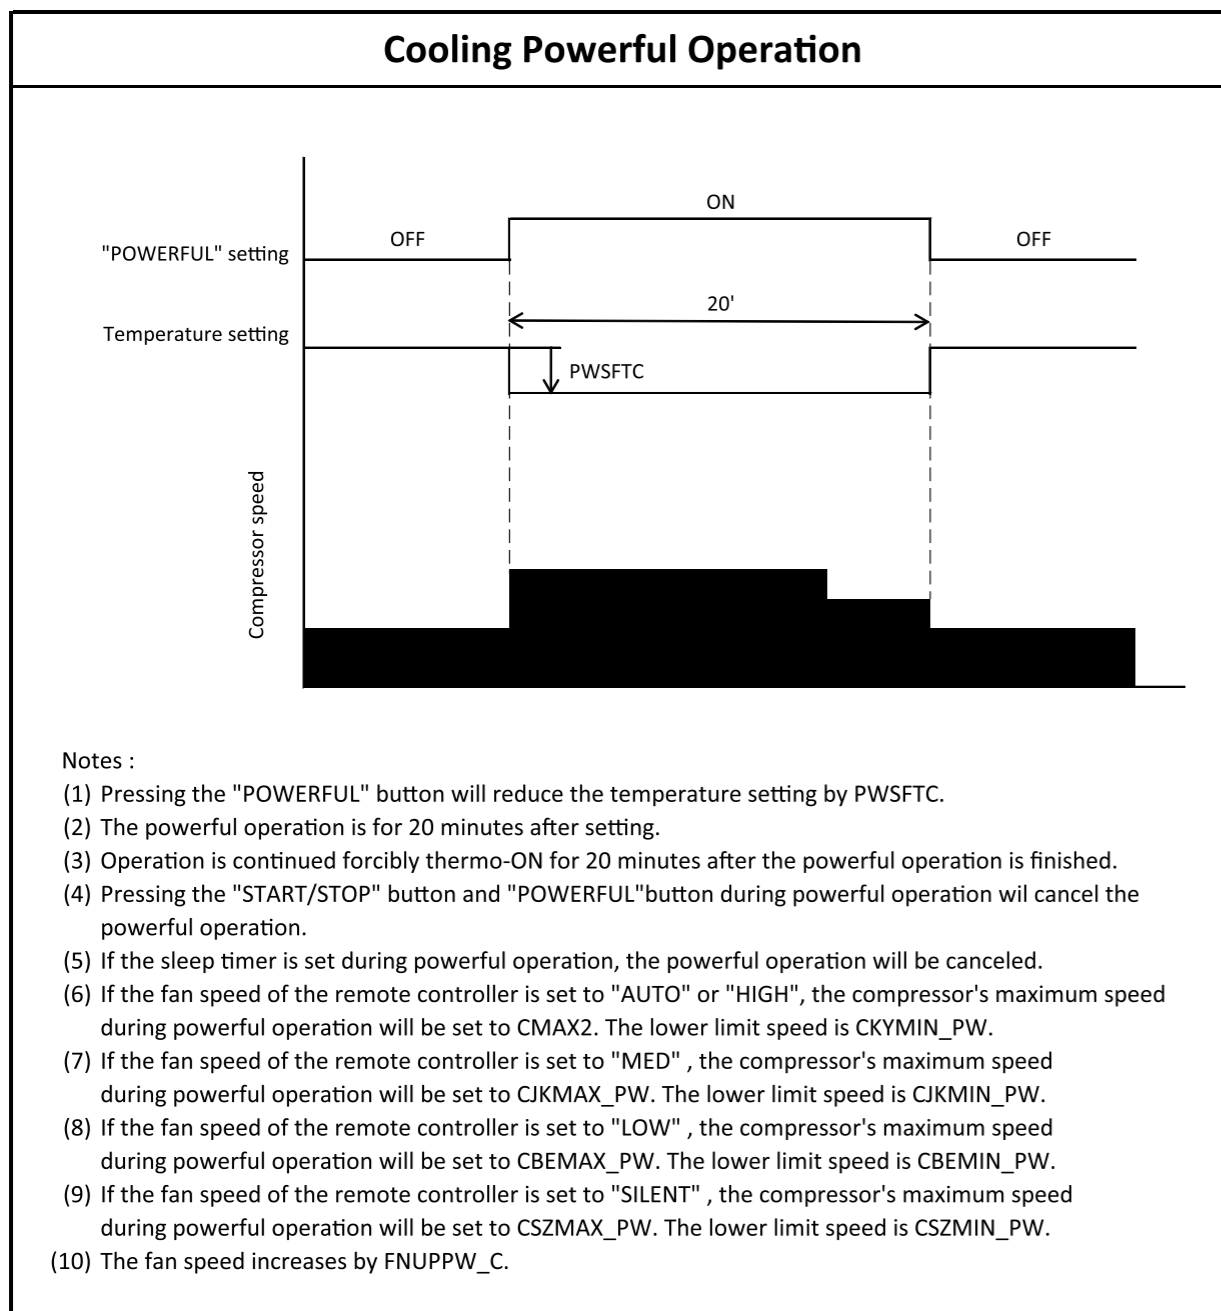 Cooling Powerful Operation
ON
OFF
OFF
"POWERFUL" setting
20'
Temperature setting
PWSFTC
Compressor speed
Notes :
(1) Pressing the "POWERFUL" button will reduce the temperature setting by PWSFTC.
(2) The powerful operation is for 20 minutes after setting.
(3) Operation is continued forcibly thermo-ON for 20 minutes after the powerful operation is finished.
(4) Pressing the "START/STOP" button and "POWERFUL"button during powerful operation wil cancel the
powerful operation.
(5) If the sleep timer is set during powerful operation, the powerful operation will be canceled.
(6) If the fan speed of the remote controller is set to "AUTO" or "HIGH", the compressor's maximum speed
during powerful operation will be set to CMAX2. The lower limit speed is CKYMIN_PW.
(7) If the fan speed of the remote controller is set to "MED" , the compressor's maximum speed
during powerful operation will be set to CJKMAX_PW. The lower limit speed is CJKMIN_PW.
(8) If the fan speed of the remote controller is set to "LOW" , the compressor's maximum speed
during powerful operation will be set to CBEMAX_PW. The lower limit speed is CBEMIN_PW.
(9) If the fan speed of the remote controller is set to "SILENT" , the compressor's maximum speed
during powerful operation will be set to CSZMAX_PW. The lower limit speed is CSZMIN_PW.
(10) The fan speed increases by FNUPPW_C.